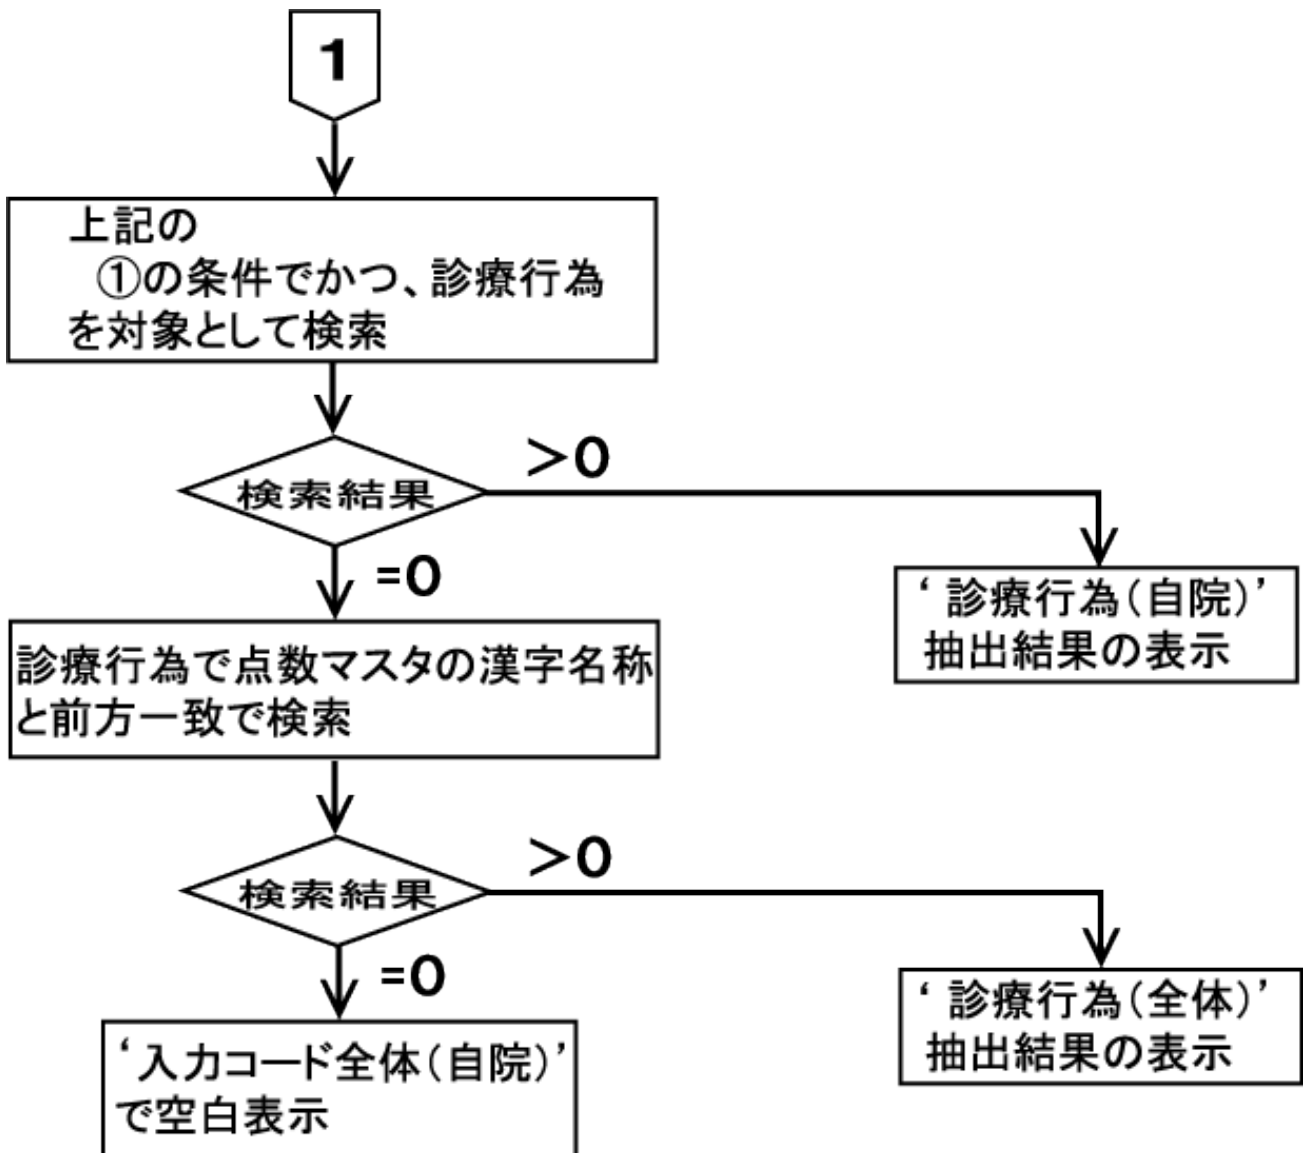 1
上記の
①の条件でかつ、診療行為
を対象として検索
検索結果
>0
=0
‘診療行為(自院)’
抽出結果の表示
診療行為で点数マスタの漢字名称
と前方一致で検索
検索結果
>0
=0
‘診療行為(全体)’
抽出結果の表示
‘入力コード全体(自院)’
で空白表示